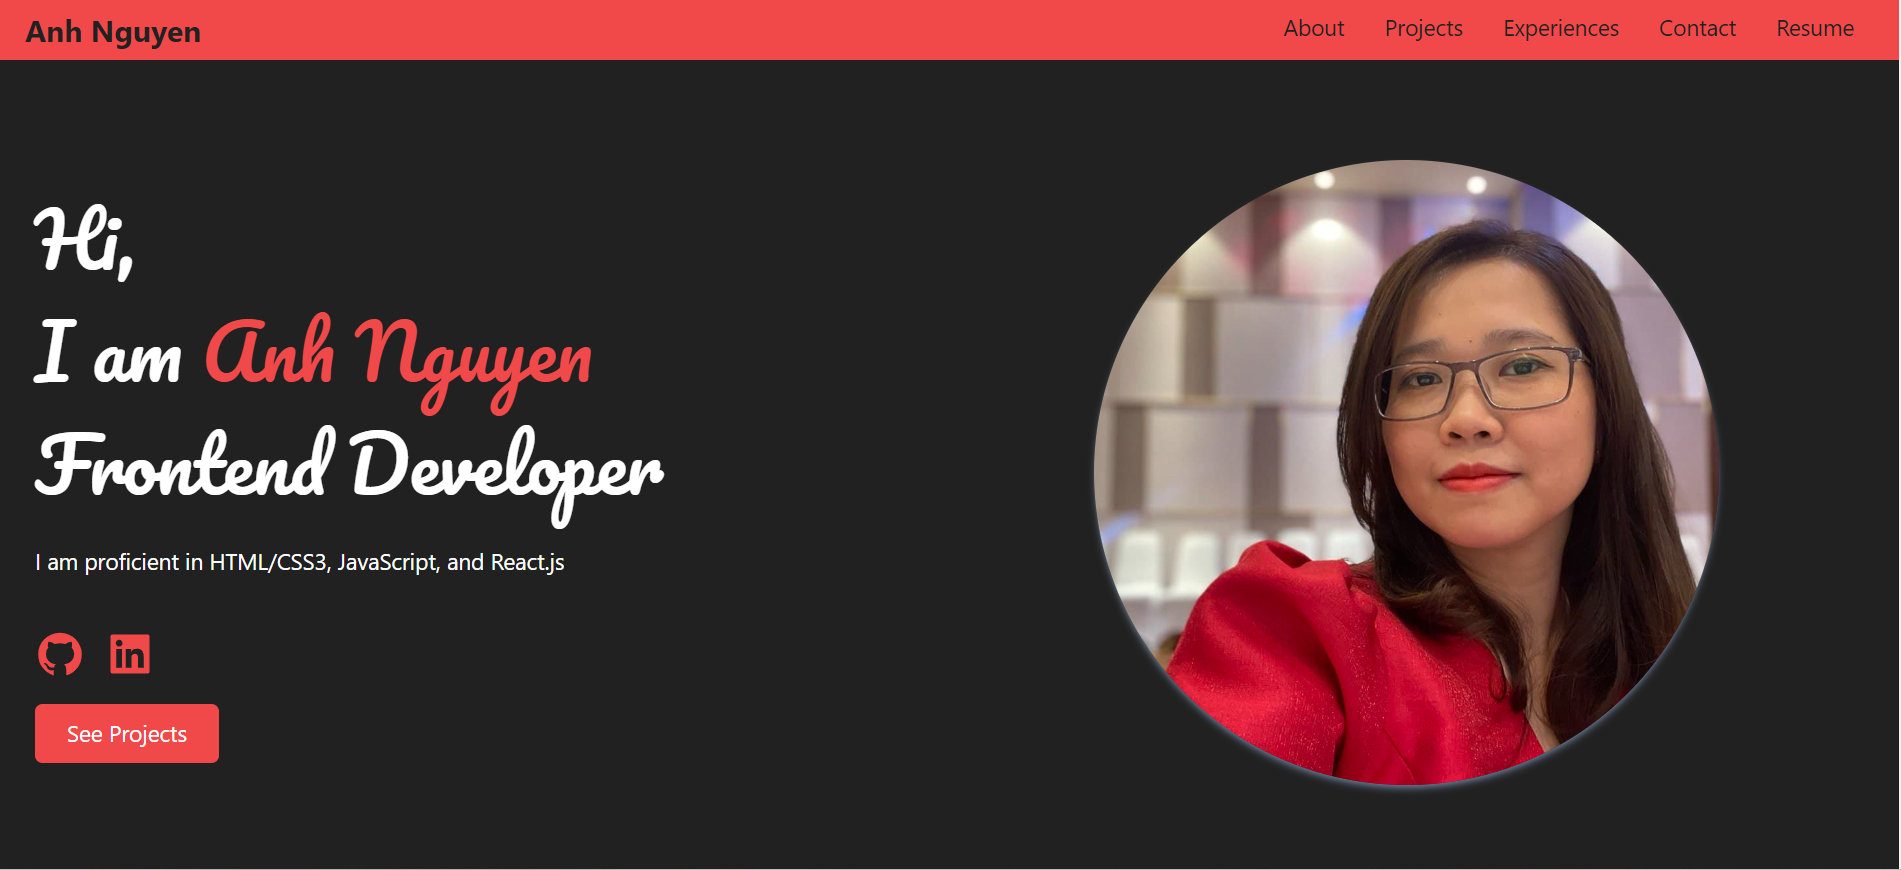 Anh Nguyen
About Projects Experiences Contact Resume
Hi,
I am Anh Nguyen
Frontend Developer
I am proficient in HTML/CSS3, JavaScript, and React.js
in
See Projects